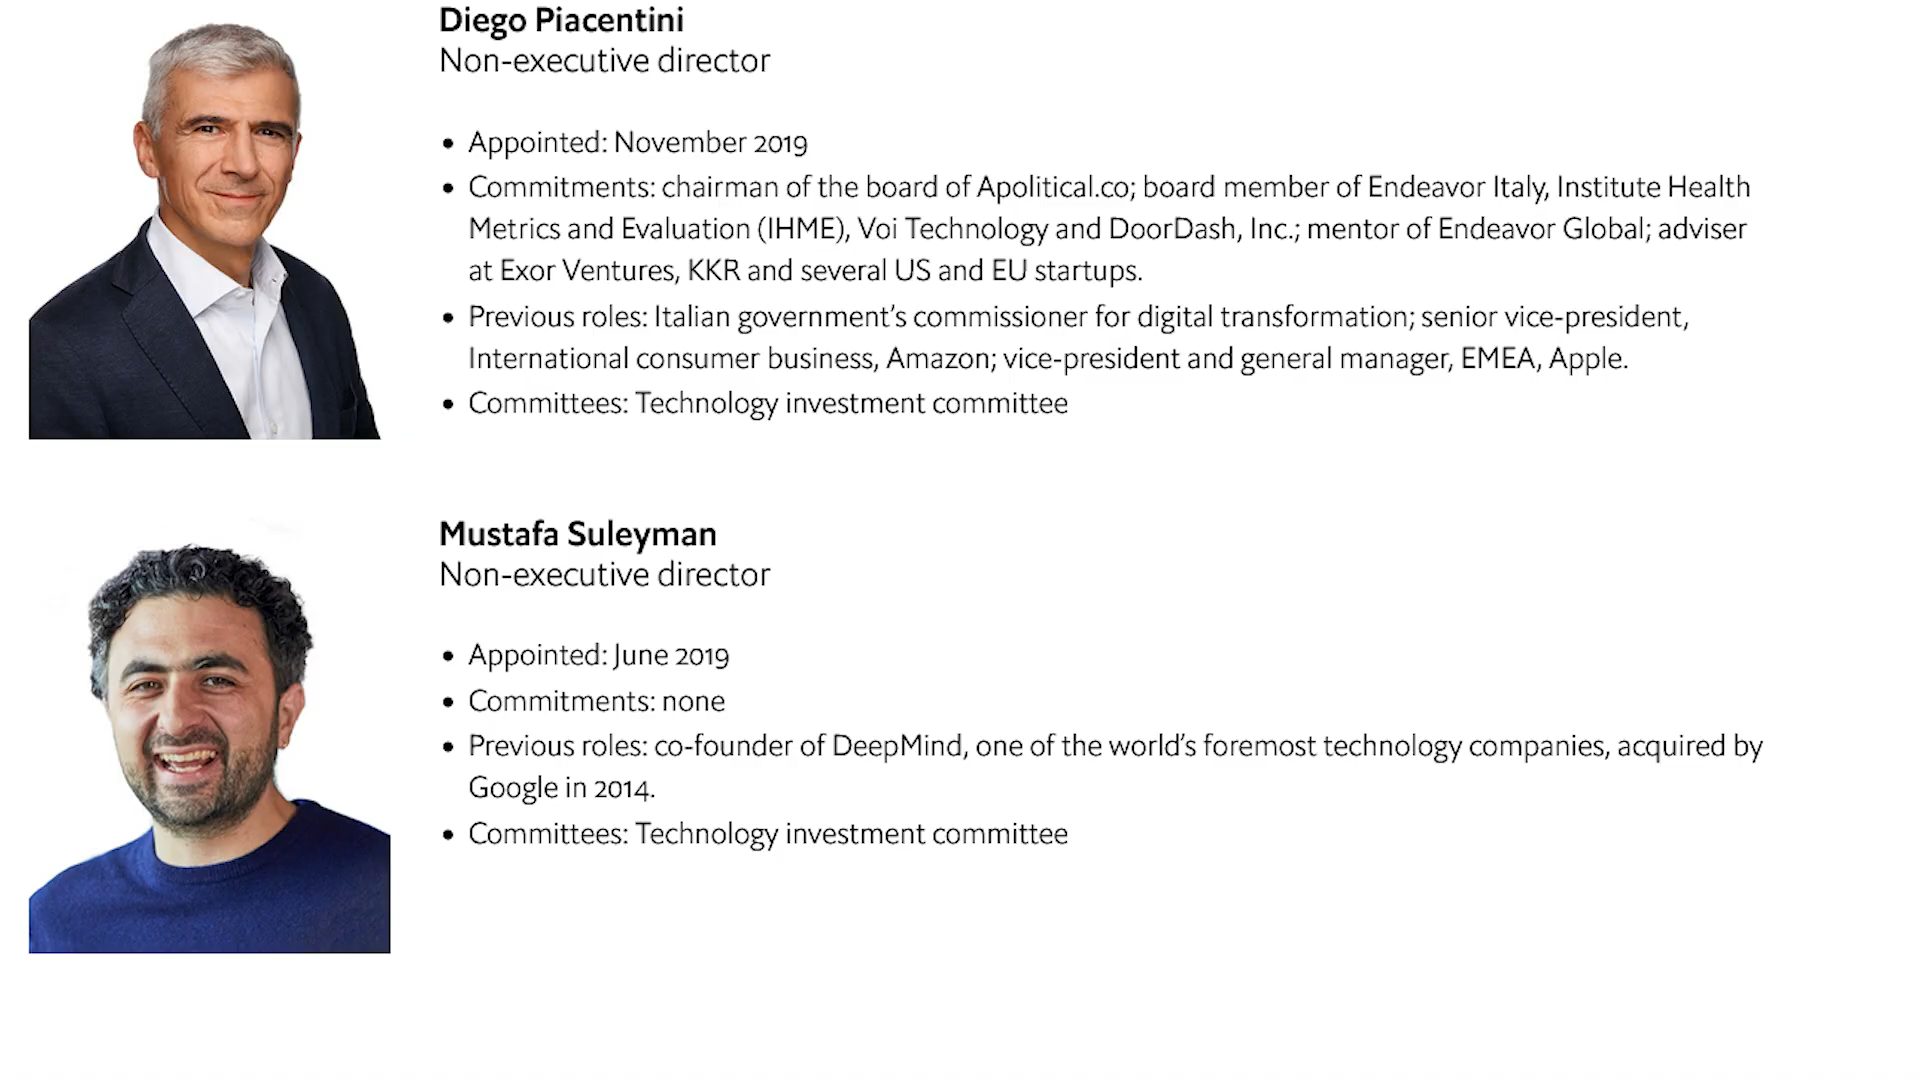 Diego Piacentini
Non-executive director
• Appointed: November 2019
• Commitments: chairman of the board of Apolitical.co; board member of Endeavor Italy, Institute Health
Metrics and Evaluation (IHME), Voi Technology and DoorDash, Inc.; mentor of Endeavor Global; adviser
at Exor Ventures, KKR and several US and EU startups.
• Previous roles: Italian government’s commissioner for digital transformation; senior vice-president,
International consumer business, Amazon; vice-president and general manager, EMEA, Apple.
• Committees: Technology investment committee
Mustafa Suleyman
Non-executive director
• Appointed: June 2019
• Commitments: none
• Previous roles: co-founder of DeepMind, one of the world’s foremost technology companies, acquired by
Google in 2014.
• Committees: Technology investment committee